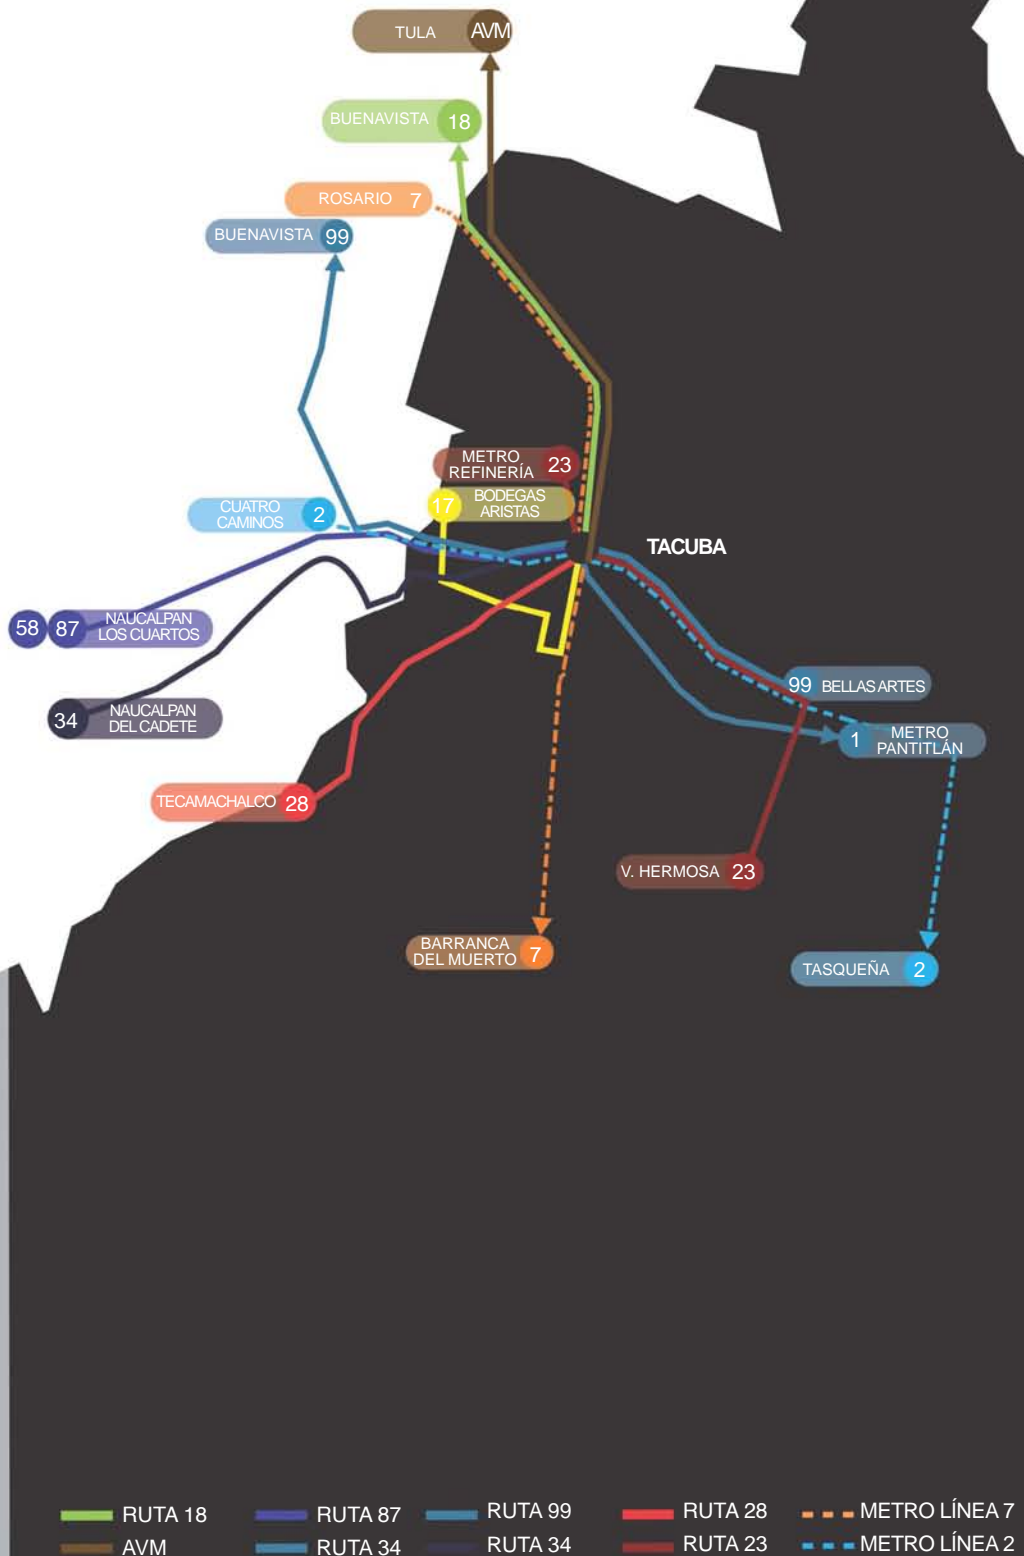 TULA AVM
BUENAVISTA 18
ROSARIO 7
BUENAVISTA 99
METRO
REFINERÍA 23
17 BODEGAS
ARISTAS
CUATRO
CAMINOS 2
TACUBA
58 87 NAUCALPAN
LOS CUARTOS
34 NAUCALPAN
DEL CADETE
99 BELLAS ARTES
1 METRO
PANTITLÁN
TECAMACHALCO 28
V. HERMOSA 23
BARRANCA
DEL MUERTO 7
TASQUEÑA 2
RUTA 18 RUTA 87 RUTA 99 RUTA 28 METRO LÍNEA 7
AVM RUTA 34 RUTA 34 RUTA 23 METRO LÍNEA 2